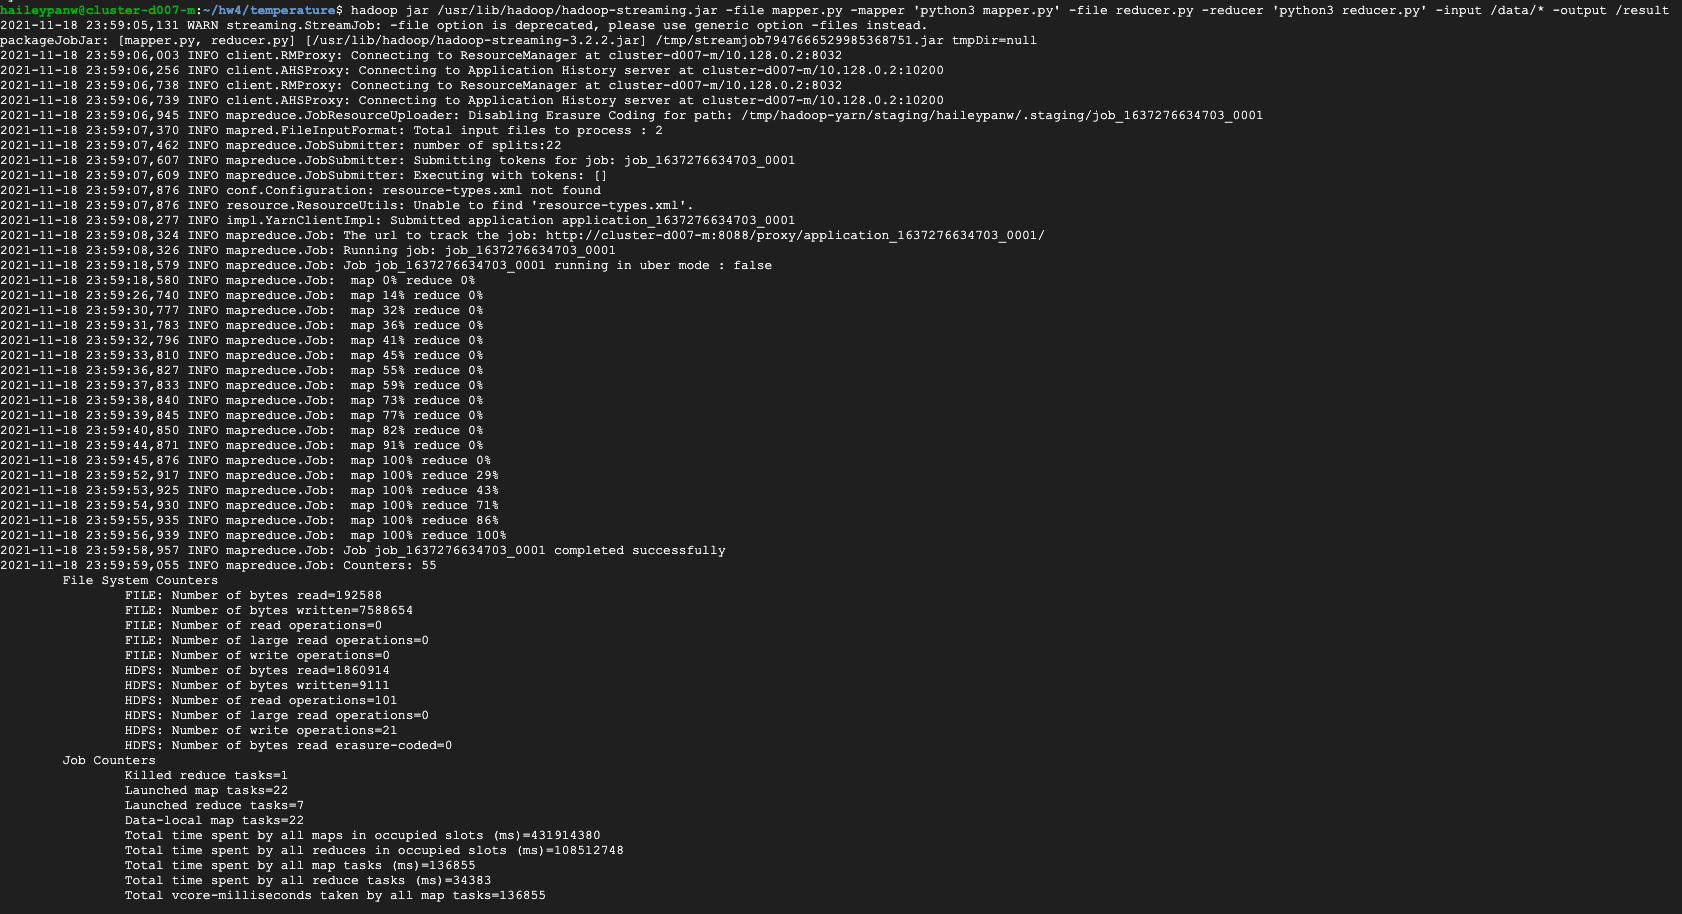 haileypanw@cluster-d007-m:~/hw4/temperature$ hadoop jar /usr/lib/hadoop/hadoop-streaming.jar -file mapper.py -mapper 'python3 mapper.py' -file reducer.py -reducer 'python3 reducer.py' -input /data/* -output /result
2021-11-18 23:59:05,131 WARN streaming.StreamJob: -file option is deprecated, please use generic option -files instead.
packageJobJar: [mapper.py, reducer.py] [/usr/lib/hadoop/hadoop-streaming-3.2.2.jar] /tmp/streamjob7947666529985368751.jar tmpDir=null
2021-11-18 23:59:06,003 INFO client.RMProxy: Connecting to ResourceManager at cluster-d007-m/10.128.0.2:8032
2021-11-18 23:59:06,256 INFO client.AHSProxy: Connecting to Application History server at cluster-d007-m/10.128.0.2:10200
2021-11-18 23:59:06,738 INFO client.RMProxy: Connecting to ResourceManager at cluster-d007-m/10.128.0.2:8032
2021-11-18 23:59:06,739 INFO client.AHSProxy: Connecting to Application History server at cluster-d007-m/10.128.0.2:10200
2021-11-18 23:59:06,945 INFO mapreduce.JobResourceUploader: Disabling Erasure Coding for path: /tmp/hadoop-yarn/staging/haileypanw/.staging/job_1637276634703_0001
2021-11-18 23:59:07,370 INFO mapred.FileInputFormat: Total input files to process : 2
2021-11-18 23:59:07,462 INFO mapreduce.JobSubmitter: number of splits:22
2021-11-18 23:59:07,607 INFO mapreduce.JobSubmitter: Submitting tokens for job: job_1637276634703_0001
2021-11-18 23:59:07,609 INFO mapreduce.JobSubmitter: Executing with tokens: []
2021-11-18 23:59:07,876 INFO conf.Configuration: resource-types.xml not found
2021-11-18 23:59:07,876 INFO resource.ResourceUtils: Unable to find 'resource-types.xml'.
2021-11-18 23:59:08,277 INFO impl.YarnClientImpl: Submitted application application_1637276634703_0001
2021-11-18 23:59:08,324 INFO mapreduce.Job: The url to track the job: http://cluster-d007-m:8088/proxy/application_1637276634703_0001/
2021-11-18 23:59:08,326 INFO mapreduce.Job: Running job: job_1637276634703_0001
2021-11-18 23:59:18,579 INFO mapreduce.Job: Job job_1637276634703_0001 running in uber mode : false
2021-11-18 23:59:18,580 INFO mapreduce.Job:  map 0% reduce 0%
2021-11-18 23:59:26,740 INFO mapreduce.Job:  map 14% reduce 0%
2021-11-18 23:59:30,777 INFO mapreduce.Job:  map 32% reduce 0%
2021-11-18 23:59:31,783 INFO mapreduce.Job:  map 36% reduce 0%
2021-11-18 23:59:32,796 INFO mapreduce.Job:  map 41% reduce 0%
2021-11-18 23:59:33,810 INFO mapreduce.Job:  map 45% reduce 0%
2021-11-18 23:59:36,827 INFO mapreduce.Job:  map 55% reduce 0%
2021-11-18 23:59:37,833 INFO mapreduce.Job:  map 59% reduce 0%
2021-11-18 23:59:38,840 INFO mapreduce.Job:  map 73% reduce 0%
2021-11-18 23:59:39,845 INFO mapreduce.Job:  map 77% reduce 0%
2021-11-18 23:59:40,850 INFO mapreduce.Job:  map 82% reduce 0%
2021-11-18 23:59:44,871 INFO mapreduce.Job:  map 91% reduce 0%
2021-11-18 23:59:45,876 INFO mapreduce.Job:  map 100% reduce 0%
2021-11-18 23:59:52,917 INFO mapreduce.Job:  map 100% reduce 29%
2021-11-18 23:59:53,925 INFO mapreduce.Job:  map 100% reduce 43%
2021-11-18 23:59:54,930 INFO mapreduce.Job:  map 100% reduce 71%
2021-11-18 23:59:55,935 INFO mapreduce.Job:  map 100% reduce 86%
2021-11-18 23:59:56,939 INFO mapreduce.Job:  map 100% reduce 100%
2021-11-18 23:59:58,957 INFO mapreduce.Job: Job job_1637276634703_0001 completed successfully
2021-11-18 23:59:59,055 INFO mapreduce.Job: Counters: 55
File System Counters
FILE: Number of bytes read=192588
FILE: Number of bytes written=7588654
FILE: Number of read operations=0
FILE: Number of large read operations=0
FILE: Number of write operations=0
HDFS: Number of bytes read=1860914
HDFS: Number of bytes written=9111
HDFS: Number of read operations=101
HDFS: Number of large read operations=0
HDFS: Number of write operations=21
HDFS: Number of bytes read erasure-coded=0
Job Counters
Killed reduce tasks=1
Launched map tasks=22
Launched reduce tasks=7
Data-local map tasks=22
Total time spent by all maps in occupied slots (ms)=431914380
Total time spent by all reduces in occupied slots (ms)=108512748
Total time spent by all map tasks (ms)=136855
Total time spent by all reduce tasks (ms)=34383
Total vcore-milliseconds taken by all map tasks=136855